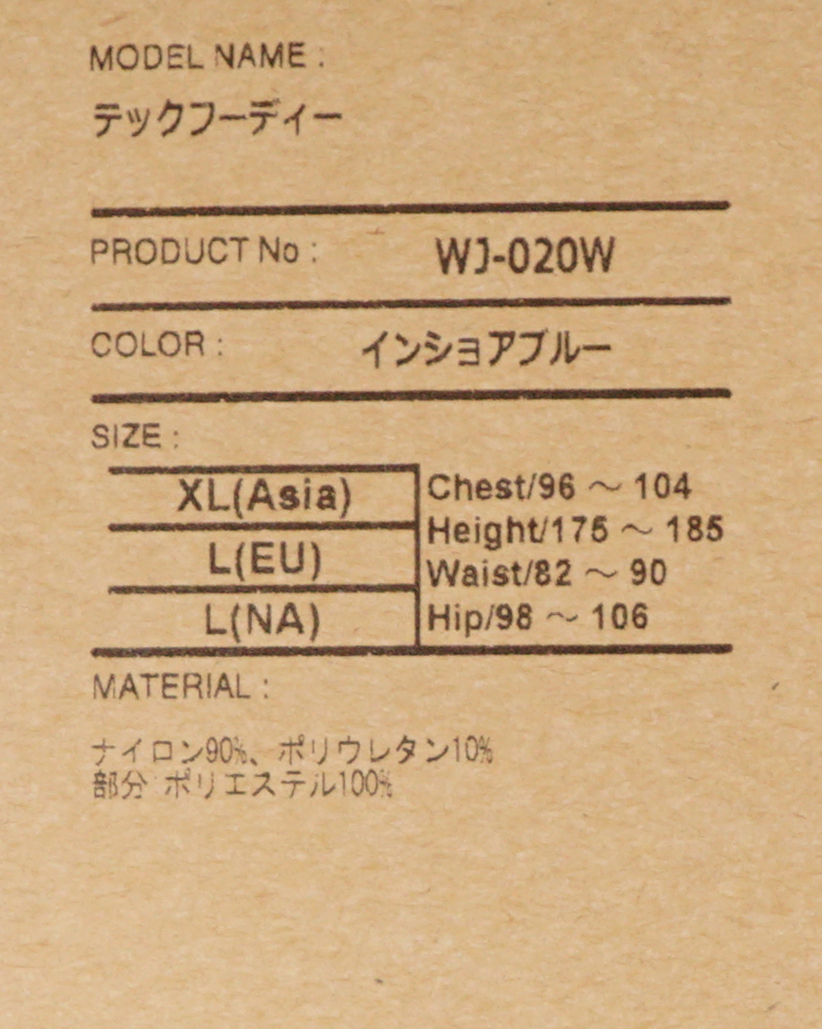 MODEL NAME :
テックフーディー
PRODUCT No : WJ-020W
COLOR : インショアブルー
SIZE :
XL(Asia)
L(EU)
L(NA)
Chest/96 ～ 104
Height/175 ～ 185
Waist/82 ～ 90
Hip/98 ～ 106
MATERIAL :
ナイロン90%、ポリウレタン10%
部分 ポリエステル100%